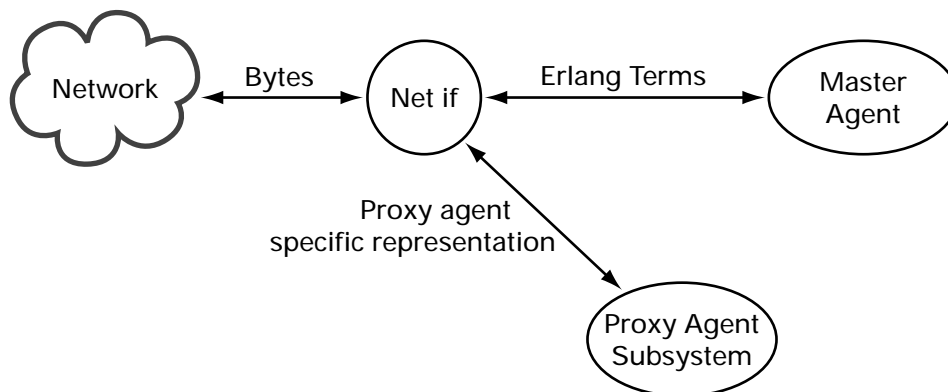 Network
Bytes
Net if
Erlang Terms
Master
Agent
Proxy agent
specific representation
Proxy Agent
Subsystem